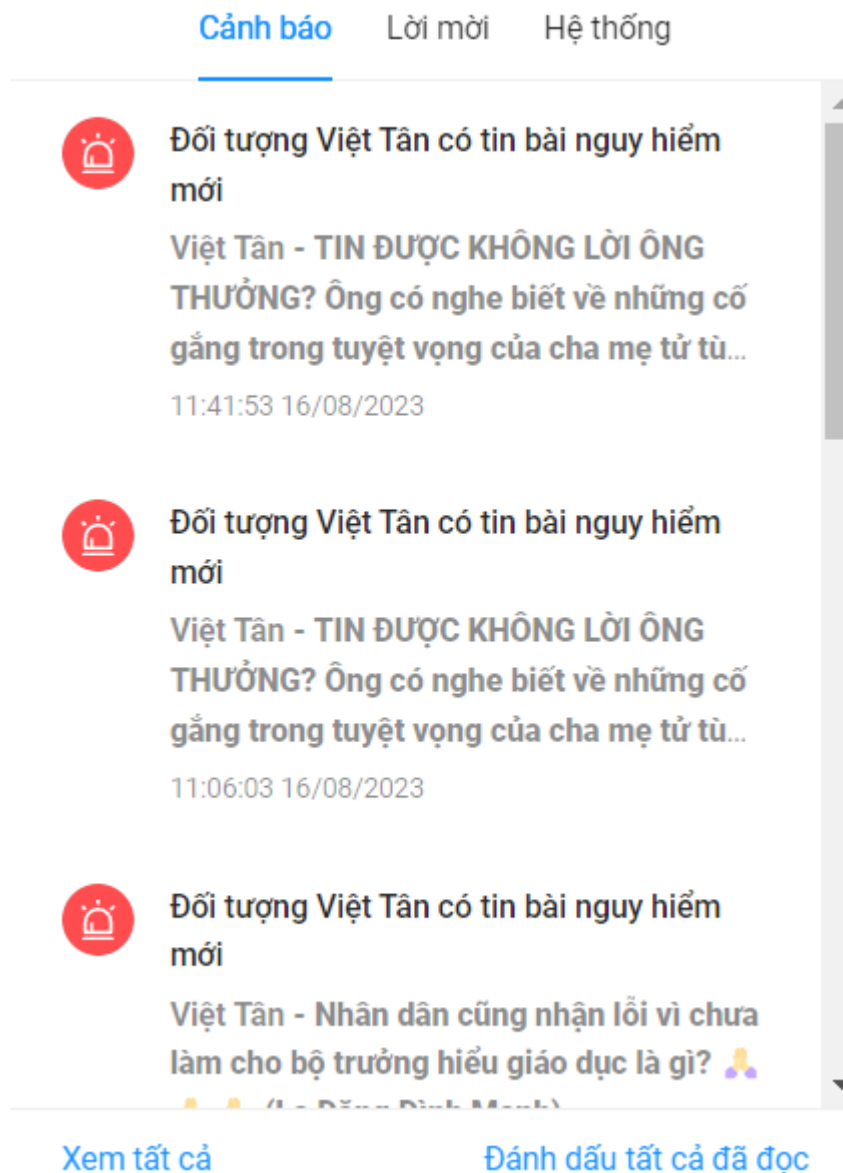 Cảnh báo Lời mời Hệ thống
Đối tượng Việt Tân có tin bài nguy hiểm
mới
Việt Tân - TIN ĐƯỢC KHÔNG LỜI ÔNG
THƯỞNG? Ông có nghe biết về những cố
gắng trong tuyệt vọng của cha mẹ tử tù...
11:41:53 16/08/2023
Đối tượng Việt Tân có tin bài nguy hiểm
mới
Việt Tân - TIN ĐƯỢC KHÔNG LỜI ÔNG
THƯỞNG? Ông có nghe biết về những cố
gắng trong tuyệt vọng của cha mẹ tử tù...
11:06:03 16/08/2023
Đối tượng Việt Tân có tin bài nguy hiểm
mới
Việt Tân - Nhân dân cũng nhận lỗi vì chưa
làm cho bộ trưởng hiểu giáo dục là gì? 🙏
Xem tất cả Đánh dấu tất cả đã đọc